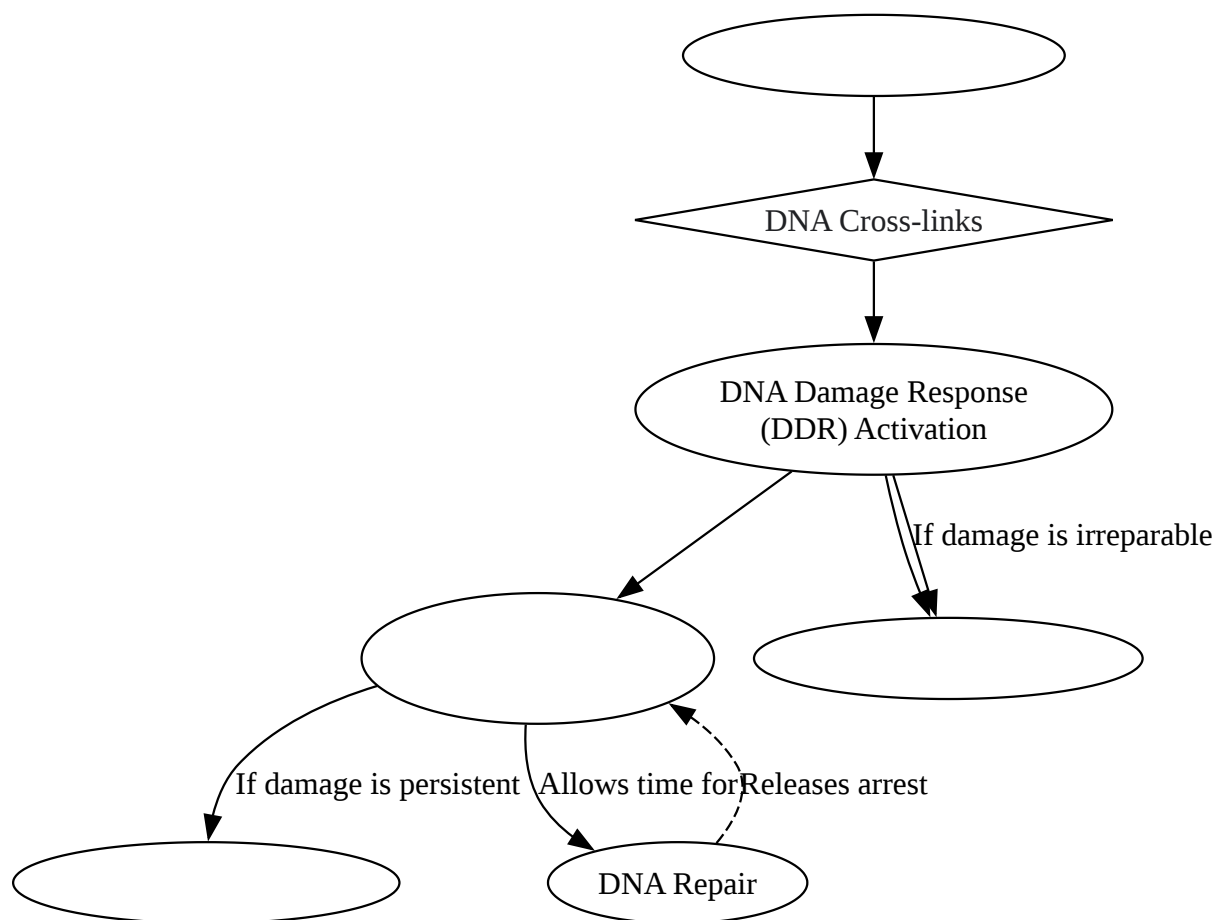 DNA Cross-links
DNA Damage Response
(DDR) Activation
If damage is irreparable
If damage is persistent
Allows time for
Releases arrest
DNA Repair